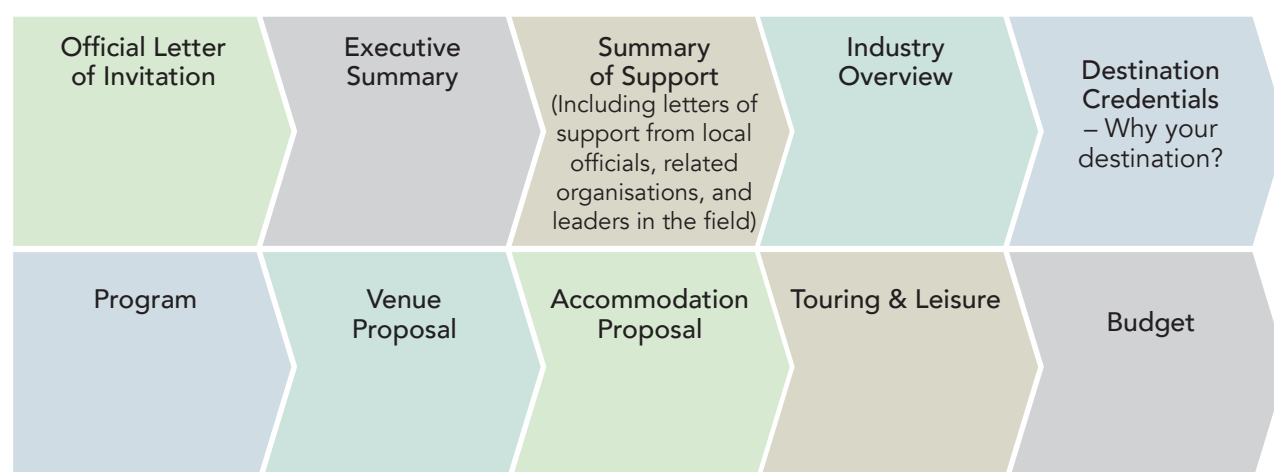 Official Letter
of Invitation
Executive
Summary
Summary
of Support
(Including letters of
support from local
officials, related
organisations, and
leaders in the field)
Industry
Overview
Destination
Credentials
– Why your
destination?
Program
Venue
Proposal
Accommodation
Proposal
Touring & Leisure
Budget